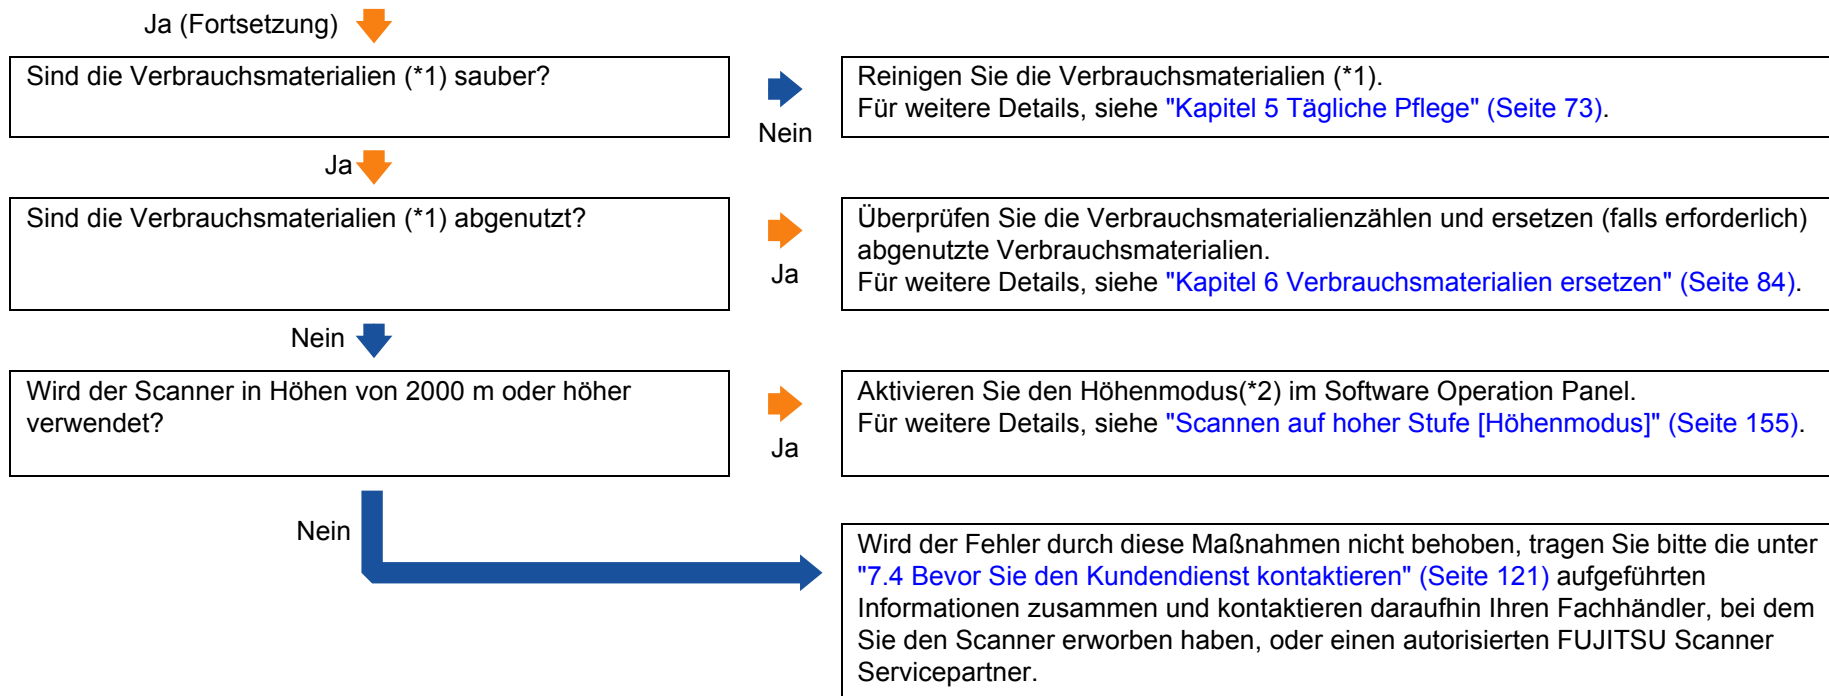 Ja (Fortsetzung)
Sind die Verbrauchsmaterialien (*1) sauber?
Nein
Reinigen Sie die Verbrauchsmaterialien (*1).
Für weitere Details, siehe "Kapitel 5 Tägliche Pflege" (Seite 73).
Ja
Sind die Verbrauchsmaterialien (*1) abgenutzt?
Ja
Überprüfen Sie die Verbrauchsmaterialienzählen und ersetzen (falls erforderlich)
abgenutzte Verbrauchsmaterialien.
Für weitere Details, siehe "Kapitel 6 Verbrauchsmaterialien ersetzen" (Seite 84).
Nein
Wird der Scanner in Höhen von 2000 m oder höher
verwendet?
Ja
Aktivieren Sie den Höhenmodus(*2) im Software Operation Panel.
Für weitere Details, siehe "Scannen auf hoher Stufe [Höhenmodus]" (Seite 155).
Nein
Wird der Fehler durch diese Maßnahmen nicht behoben, tragen Sie bitte die unter
"7.4 Bevor Sie den Kundendienst kontaktieren" (Seite 121) aufgeführten
Informationen zusammen und kontaktieren daraufhin Ihren Fachhändler, bei dem
Sie den Scanner erworben haben, oder einen autorisierten FUJITSU Scanner
Servicepartner.